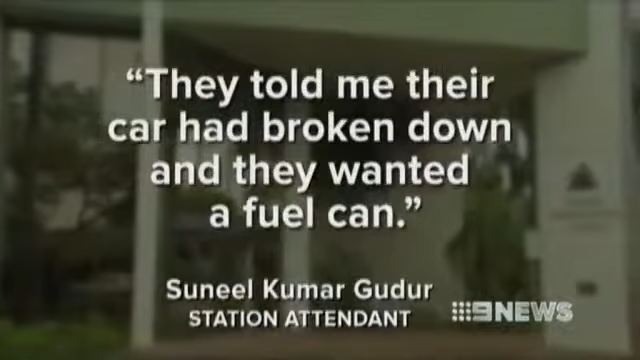 “They told me their
car had broken down
and they wanted
a fuel can.”
Suneel Kumar Gudur
STATION ATTENDANT
9NEWS